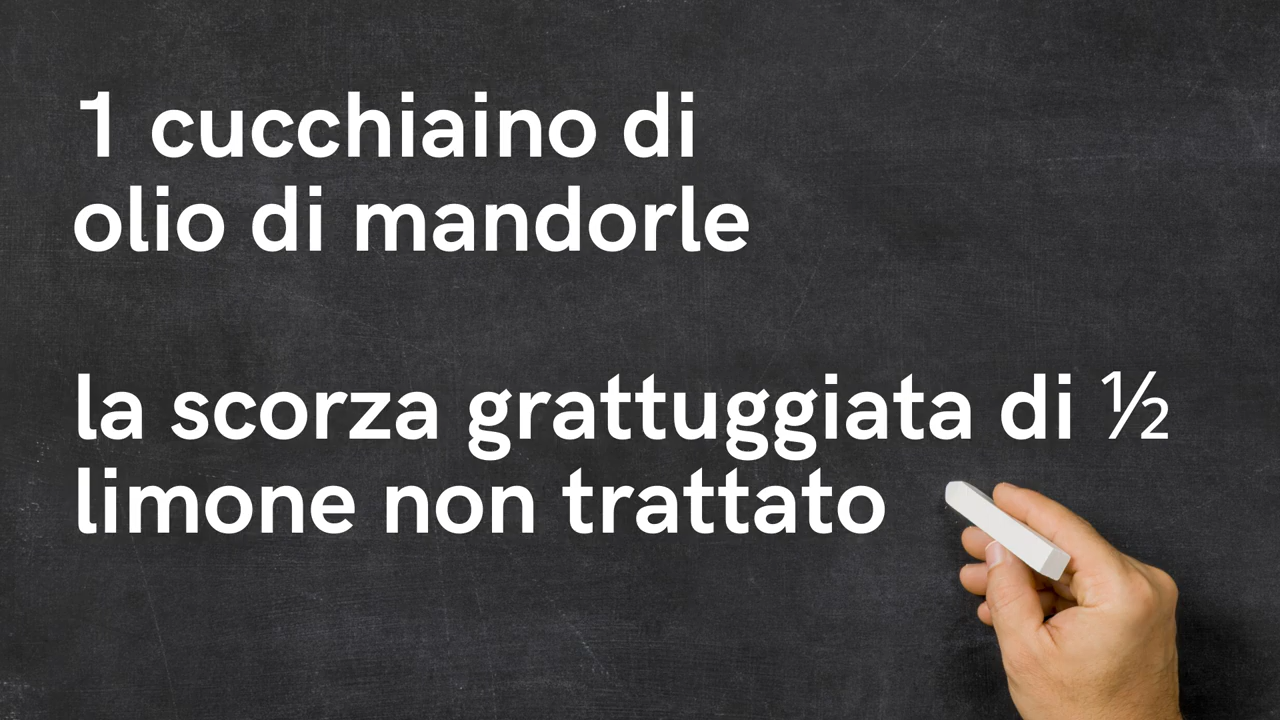 1 cucchiaino di
olio di mandorle
la scorza grattuggiata di ½
limone non trattato